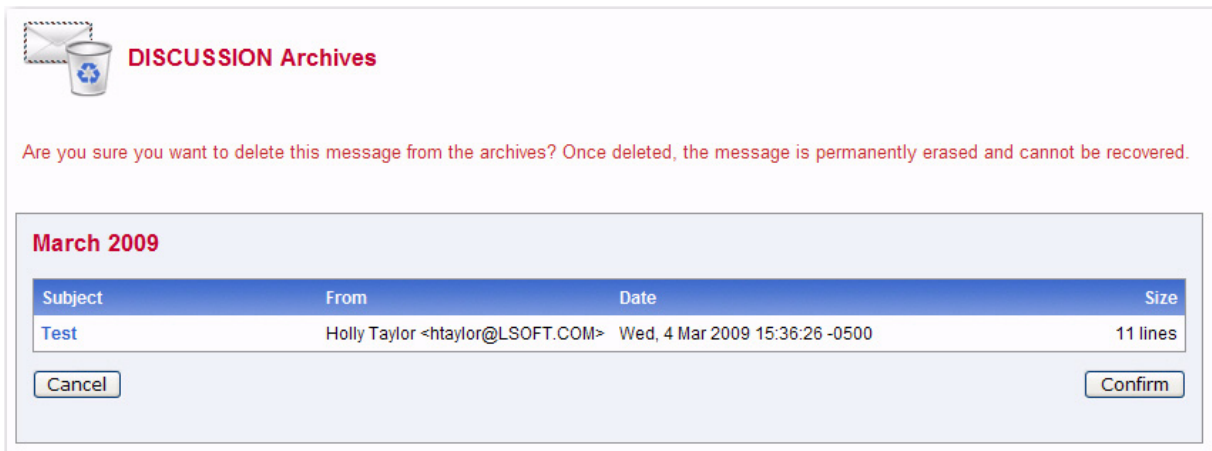 DISCUSSION Archives
Are you sure you want to delete this message from the archives? Once deleted, the message is permanently erased and cannot be recovered.
March 2009
Subject From Date Size
Test Holly Taylor <htaylor@LSOFT.COM> Wed, 4 Mar 2009 15:36:26 -0500 11 lines
Cancel Confirm